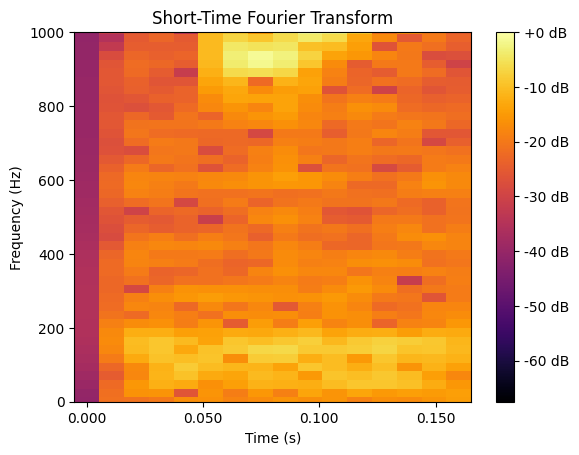 Short-Time Fourier Transform
1000
800
600
400
200
0
Frequency (Hz)
0.000
0.050
0.100
0.150
Time (s)
+0 dB
-10 dB
-20 dB
-30 dB
-40 dB
-50 dB
-60 dB